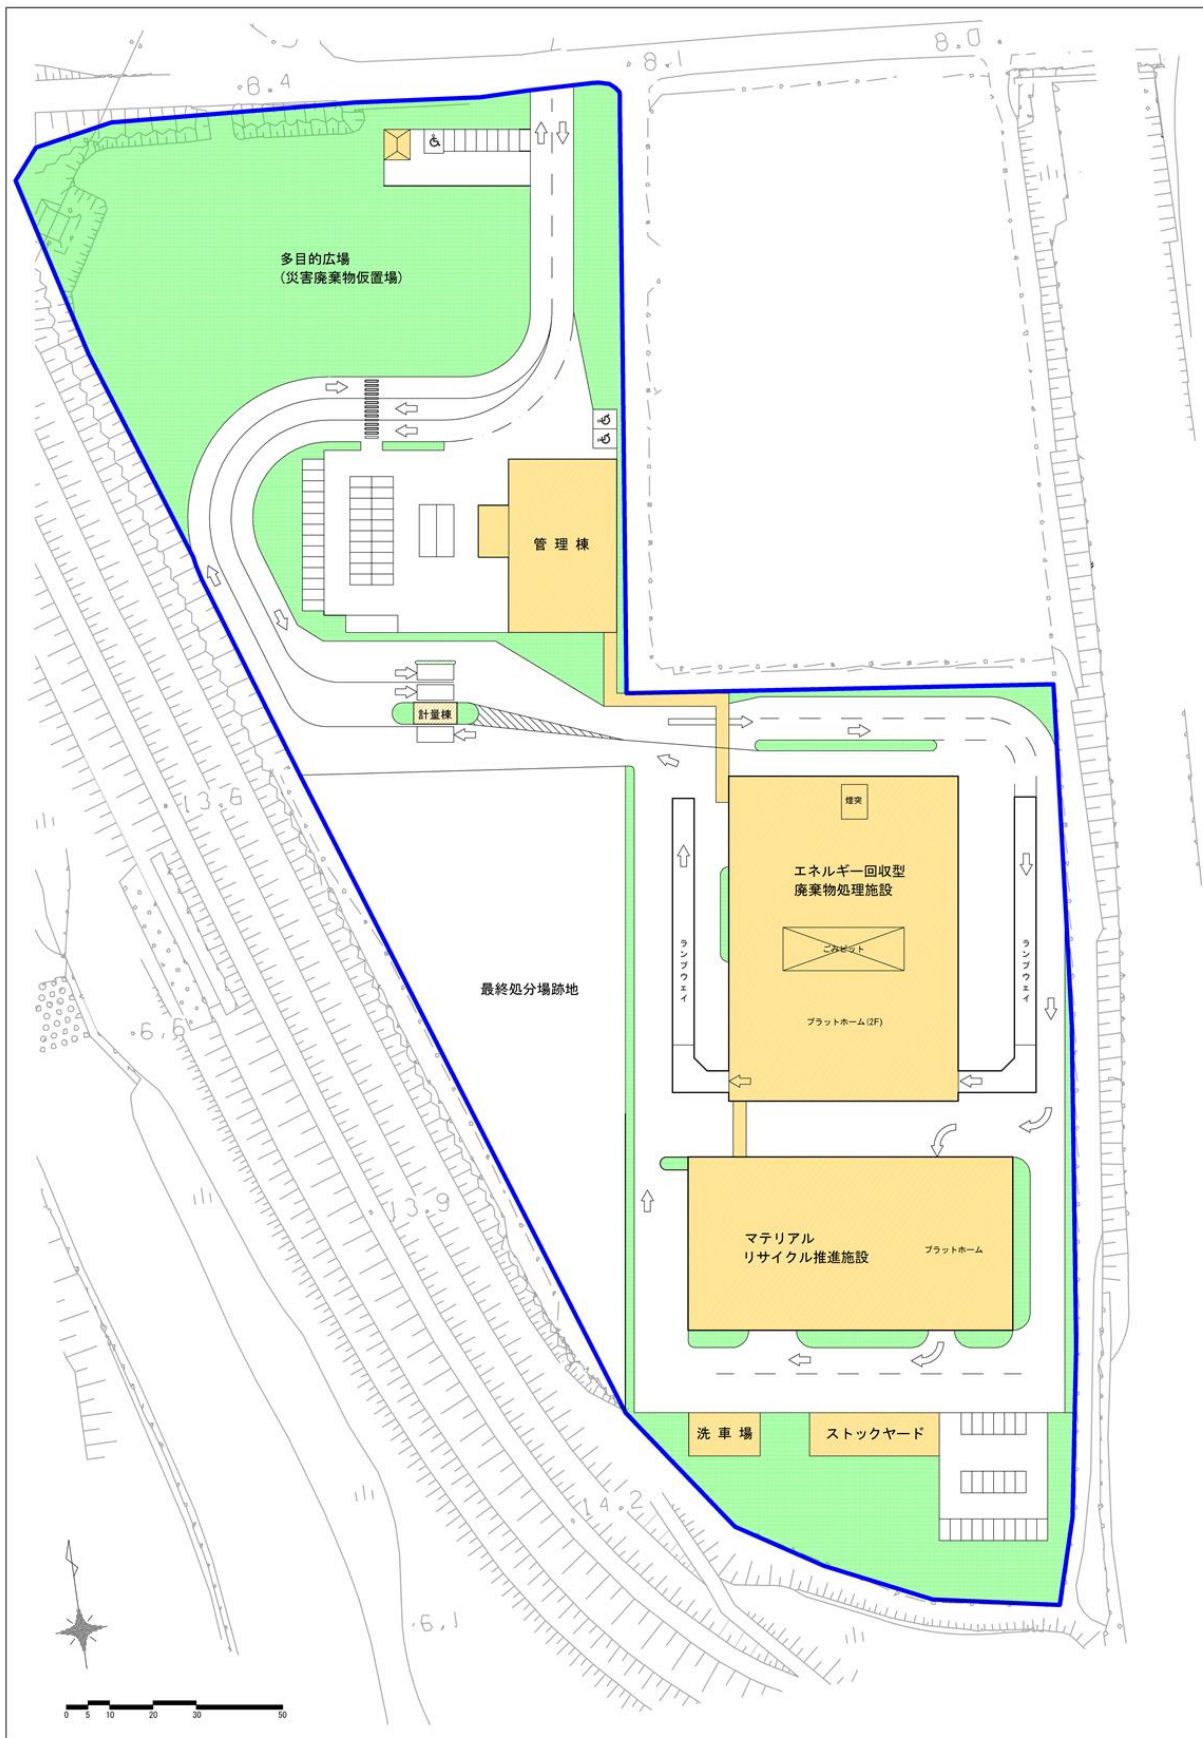 8.0
8.1
8.4
多目的広場
(災害廃棄物仮置場)
管 理 棟
計量棟
煙突
エネルギー回収型
廃棄物処理施設
ごみピット
プラットホーム(2F)
ランプウェイ
ランプウェイ
13.6
最終処分場跡地
6.6
13.9
マテリアル
リサイクル推進施設
プラットホーム
洗 車 場
ストックヤード
14.2
6.1
0 5 10 20 30 50